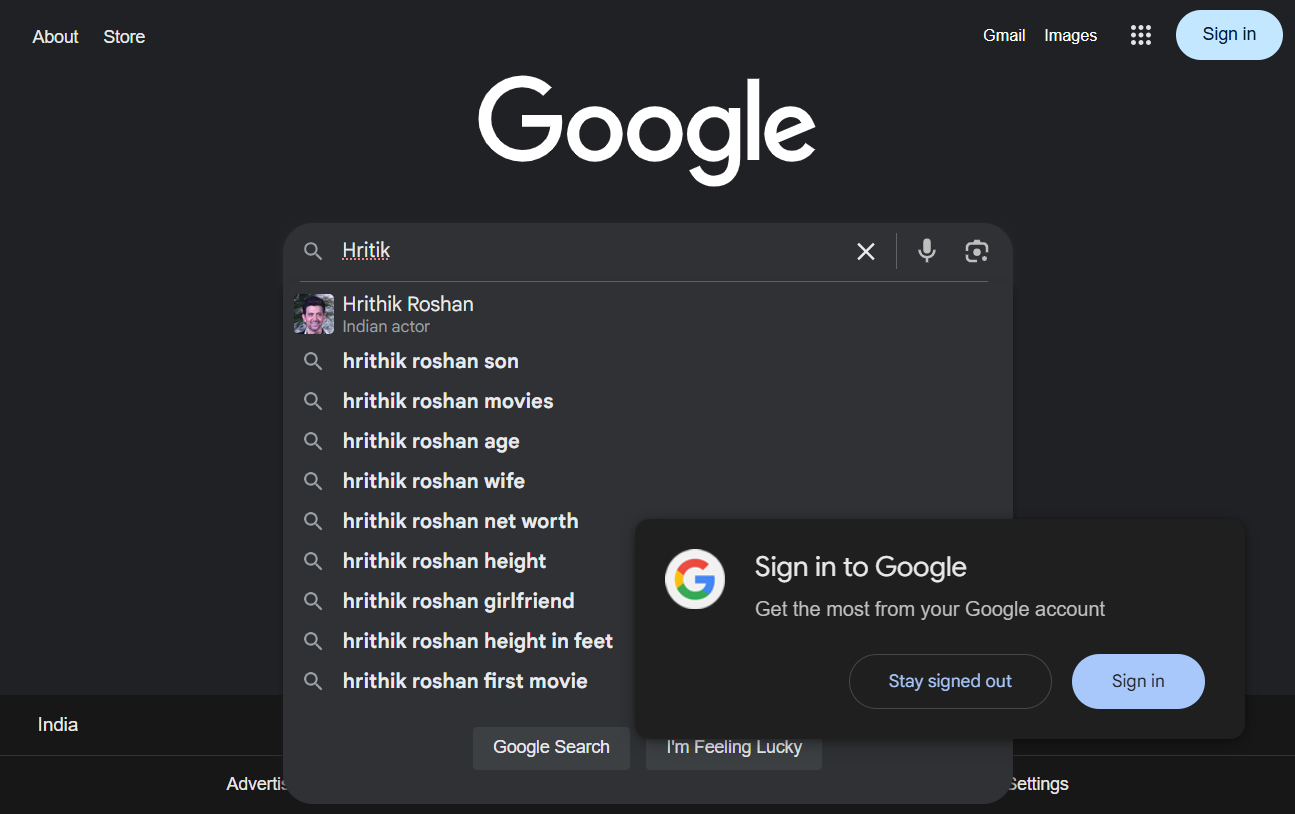 About Store Gmail Images Sign in
Google
Hritik
Hrithik Roshan
Indian actor
hrithik roshan son
hrithik roshan movies
hrithik roshan age
hrithik roshan wife
hrithik roshan net worth
hrithik roshan height
hrithik roshan girlfriend
hrithik roshan height in feet
hrithik roshan first movie
Sign in to Google
Get the most from your Google account
Stay signed out Sign in
Google Search I'm Feeling Lucky
India
Advertis Settings